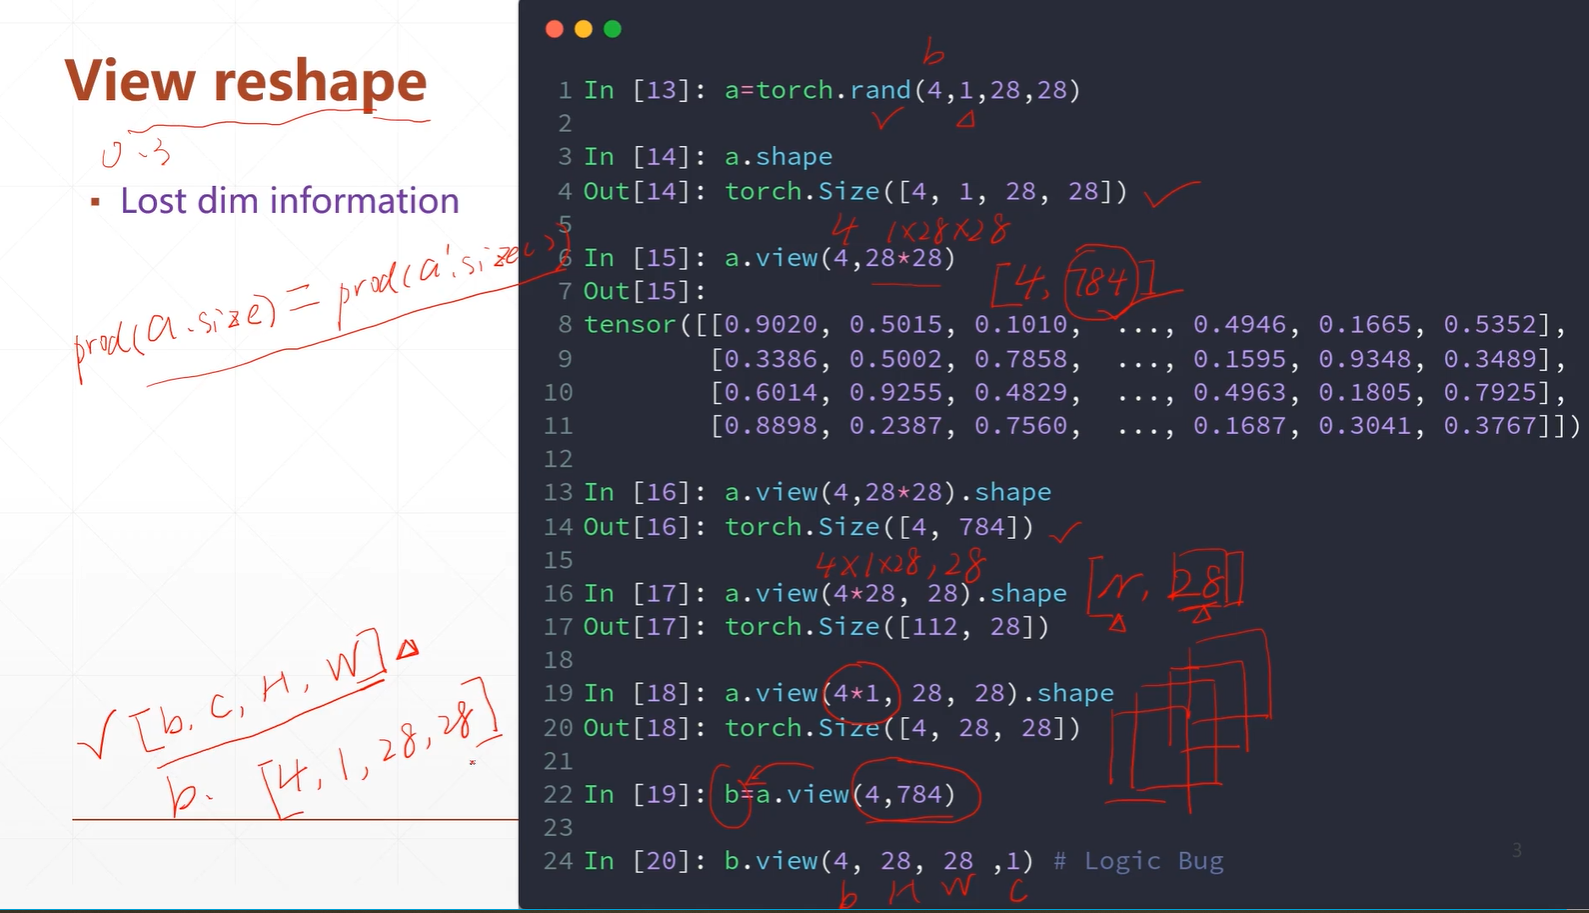 View reshape
0.3
▪ Lost dim information
prod(a.size) = prod(a'.size())
√ [b, c, H, W] Δ
b. [4, 1, 28, 28]
b
1 In [13]: a=torch.rand(4,1,28,28)
2
3 In [14]: a.shape
4 Out[14]: torch.Size([4, 1, 28, 28])
5
4 1×28×28
6 In [15]: a.view(4,28*28)
[4, 784]
7 Out[15]:
8 tensor([[0.9020, 0.5015, 0.1010,  ..., 0.4946, 0.1665, 0.5352],
9 [0.3386, 0.5002, 0.7858,  ..., 0.1595, 0.9348, 0.3489],
10 [0.6014, 0.9255, 0.4829,  ..., 0.4963, 0.1805, 0.7925],
11 [0.8898, 0.2387, 0.7560,  ..., 0.1687, 0.3041, 0.3767]])
12
13 In [16]: a.view(4,28*28).shape
14 Out[16]: torch.Size([4, 784])
15
4×1×28, 28
16 In [17]: a.view(4*28, 28).shape
[N, 28]
17 Out[17]: torch.Size([112, 28])
18
19 In [18]: a.view(4*1, 28, 28).shape
20 Out[18]: torch.Size([4, 28, 28])
21
22 In [19]: b=a.view(4,784)
23
24 In [20]: b.view(4, 28, 28 ,1) # Logic Bug
b H W C
3